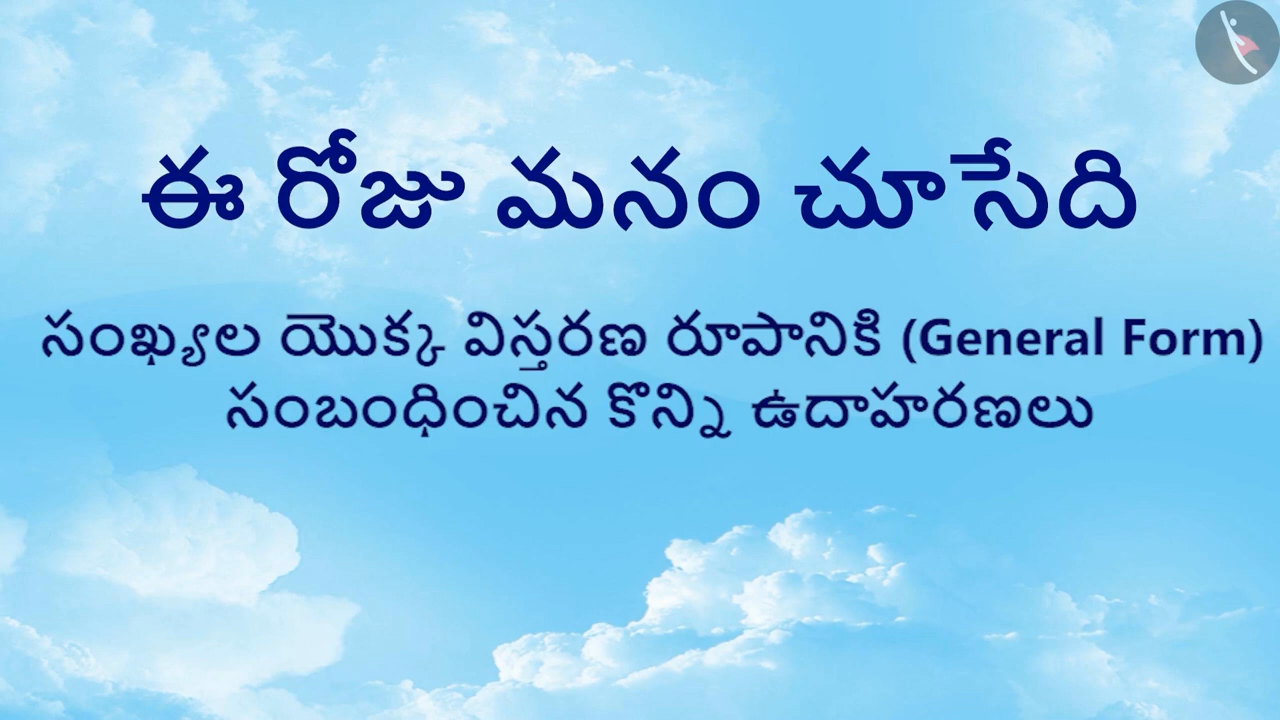 ఈ రోజు మనం చూసేది
సంఖ్యల యొక్క విస్తరణ రూపానికి (General Form)
సంబంధించిన కొన్ని ఉదాహరణలు